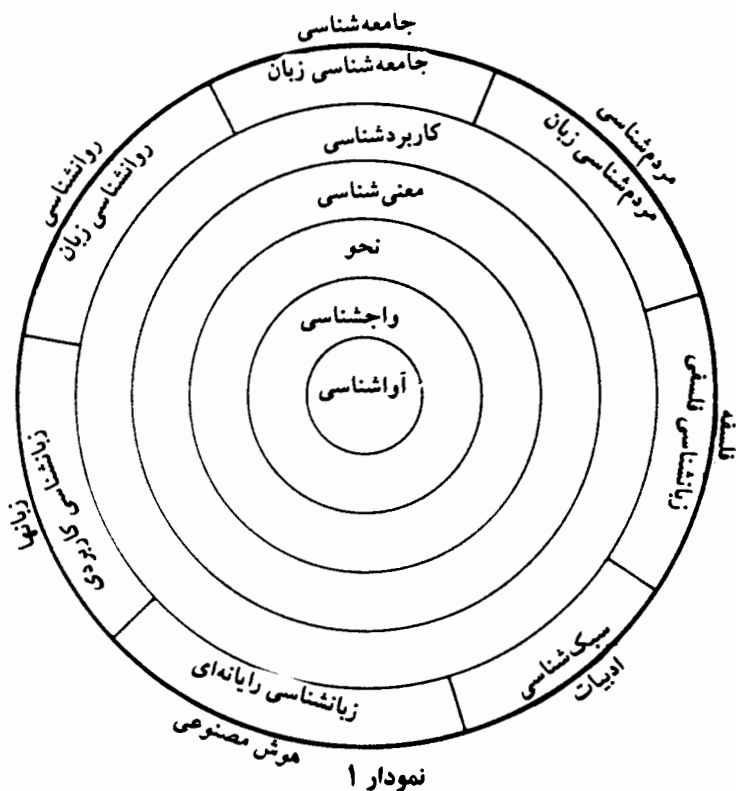 جامعه‌شناسی
جامعه‌شناسی زبان
مردم‌شناسی
مردم‌شناسی زبان
روانشناسی
روانشناسی زبان
کاربردشناسی
معنی‌شناسی
نحو
واجشناسی
آواشناسی
فلسفه
زبانشناسی فلسفی
زبانشناسی کاربردی
زبانها
سبک‌شناسی
ادبیات
زبانشناسی رایانه‌ای
هوش مصنوعی
نمودار ۱